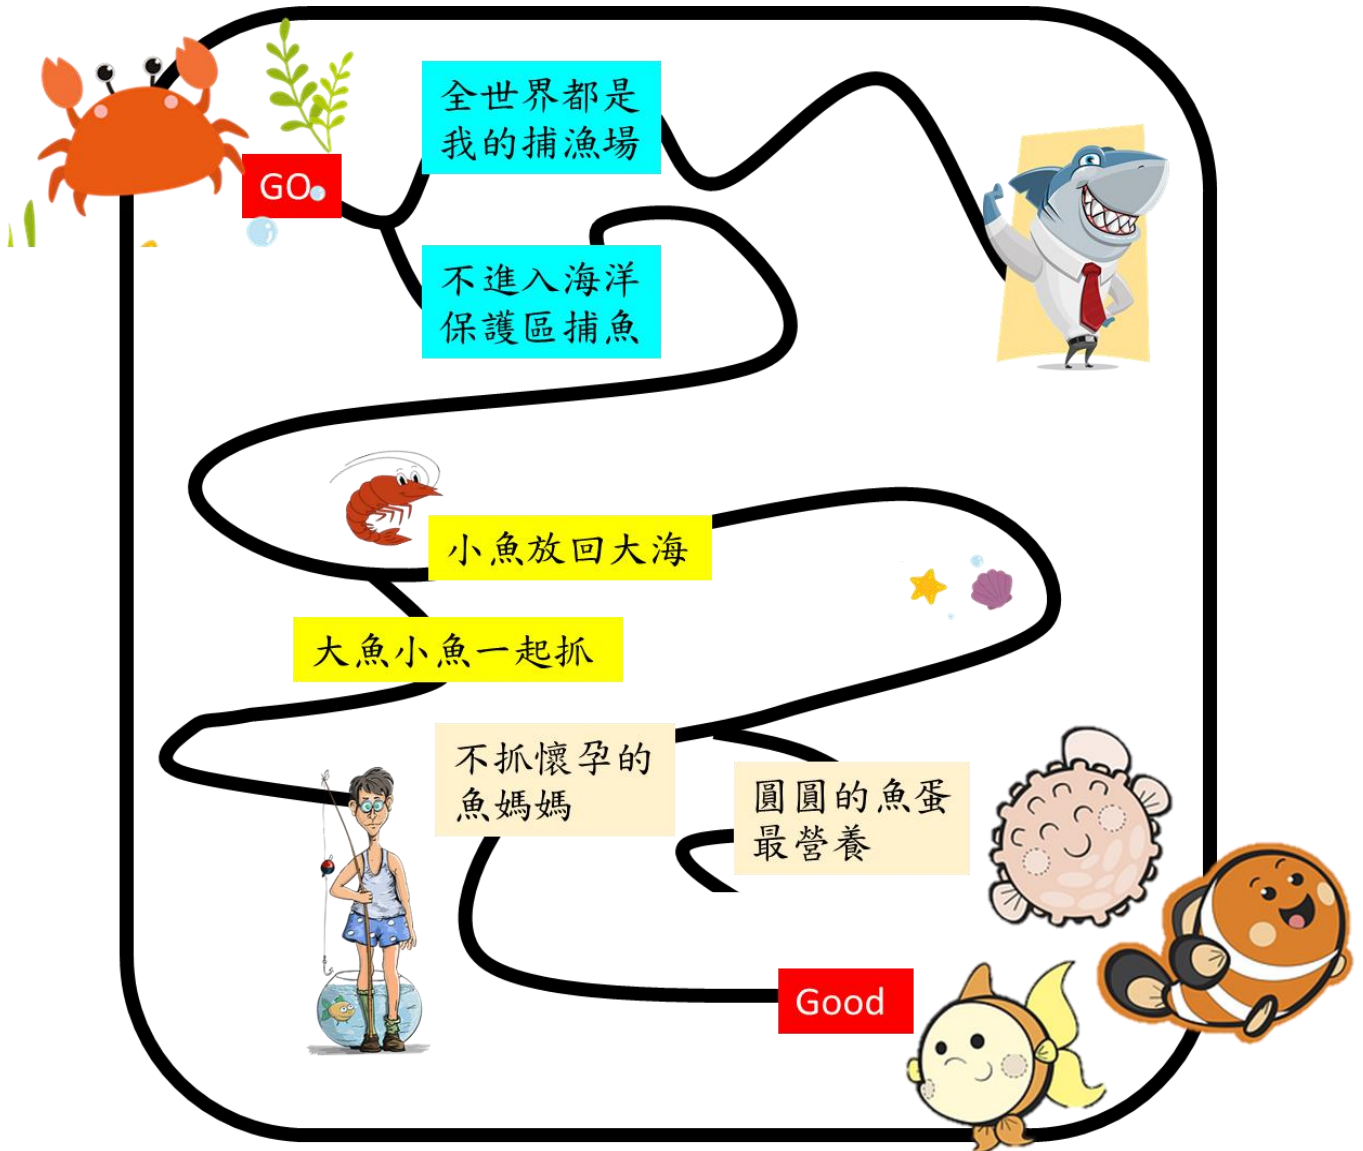 全世界都是
我的捕漁場
GO
不進入海洋
保護區捕魚
小魚放回大海
大魚小魚一起抓
不抓懷孕的
魚媽媽
圓圓的魚蛋
最營養
Good